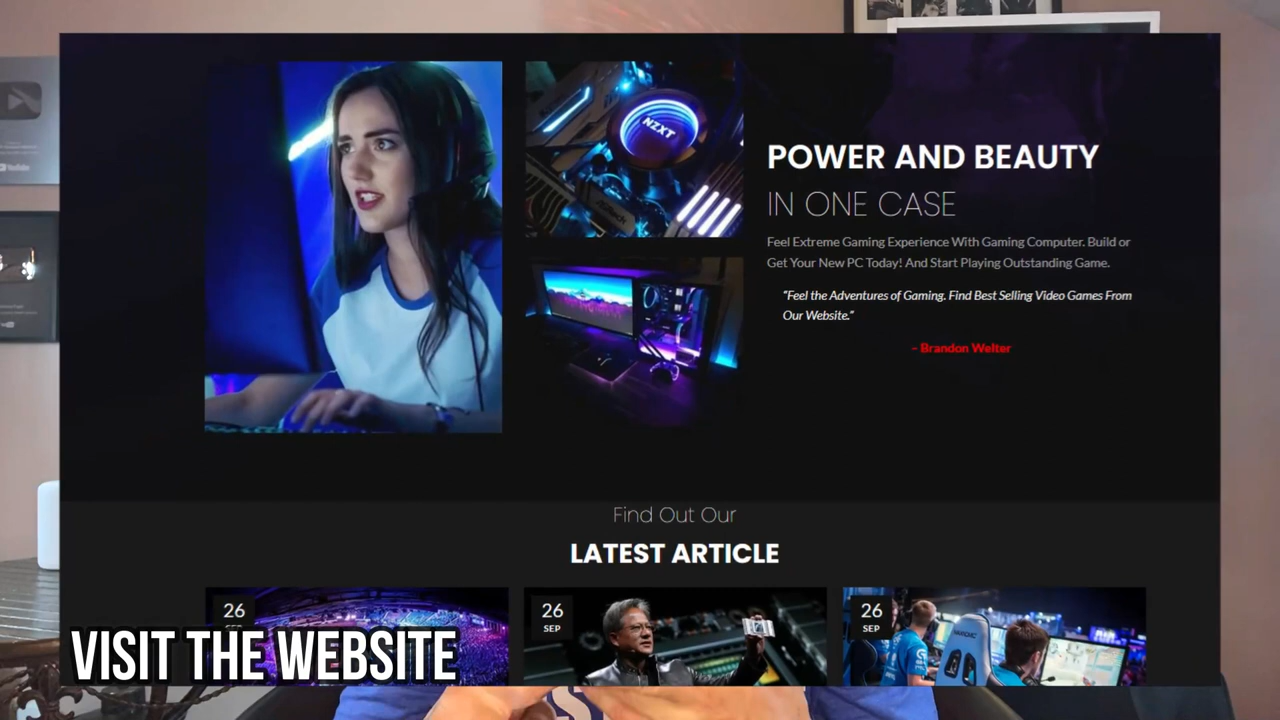 NZXT
POWER AND BEAUTY
IN ONE CASE
Feel Extreme Gaming Experience With Gaming Computer. Build or
Get Your New PC Today! And Start Playing Outstanding Game.
“Feel the Adventures of Gaming. Find Best Selling Video Games From
Our Website.”
– Brandon Welter
Find Out Our
LATEST ARTICLE
26
26
SEP
26
SEP
VISIT THE WEBSITE
YouTube